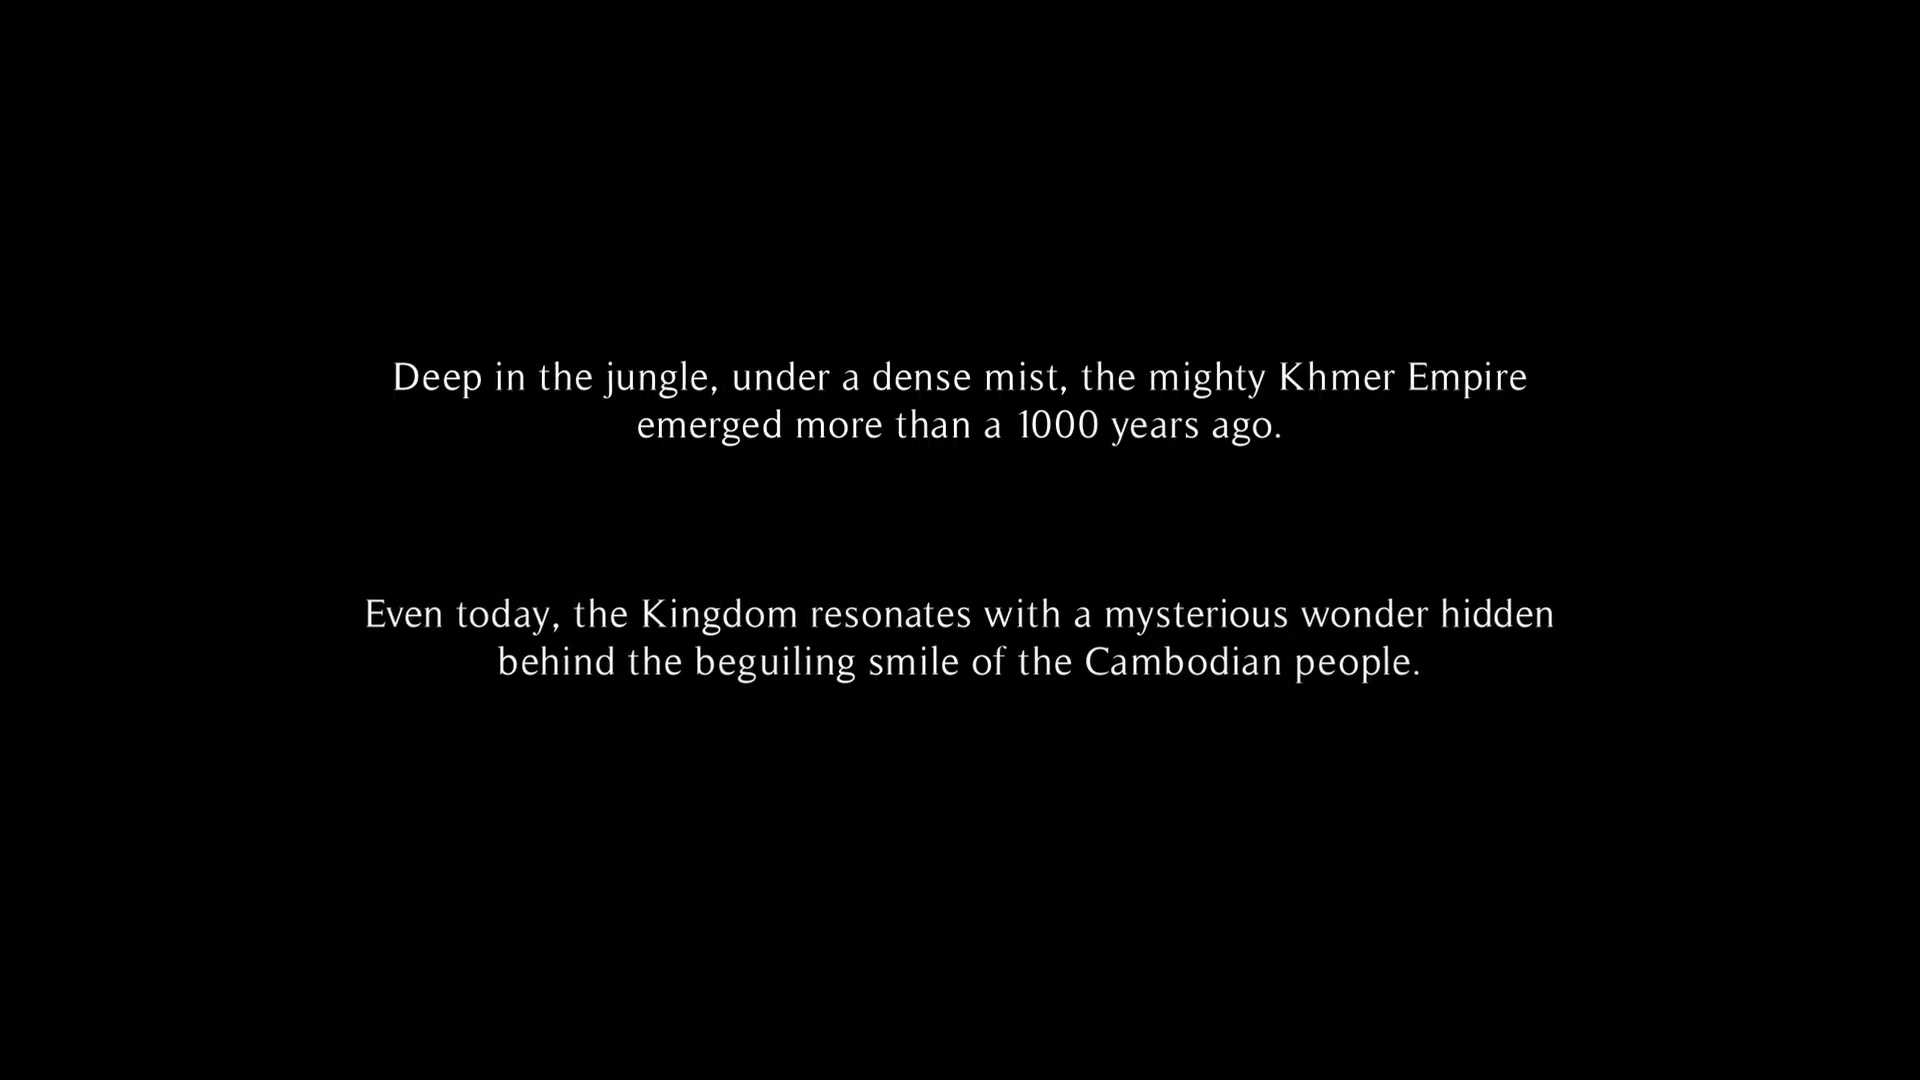 Deep in the jungle, under a dense mist, the mighty Khmer Empire
emerged more than a 1000 years ago.
Even today, the Kingdom resonates with a mysterious wonder hidden
behind the beguiling smile of the Cambodian people.